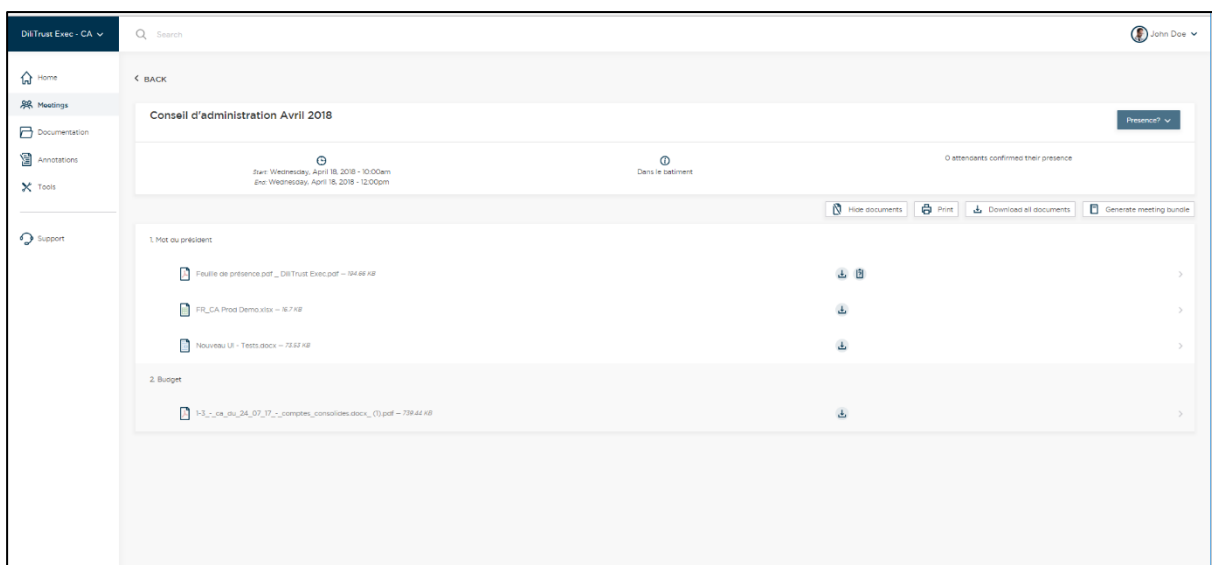 DiliTrust Exec - CA
Search
John Doe
Home
BACK
Meetings
Conseil d'administration Avril 2018
Presence?
Documentation
Annotations
Start: Wednesday, April 18, 2018 - 10:00am
End: Wednesday, April 18, 2018 - 12:00pm
Dans le batiment
0 attendants confirmed their presence
Tools
Hide documents
Print
Download all documents
Generate meeting bundle
Support
1. Mot du président
Feuille de présence.pdf _ DiliTrust Exec.pdf – 194.66 KB
FR_CA Prod Demo.xlsx – 16.7 KB
Nouveau UI - Tests.docx – 73.53 KB
2. Budget
1-3_-_ca_du_24_07_17_-_comptes_consolides.docx_ (1).pdf – 739.44 KB